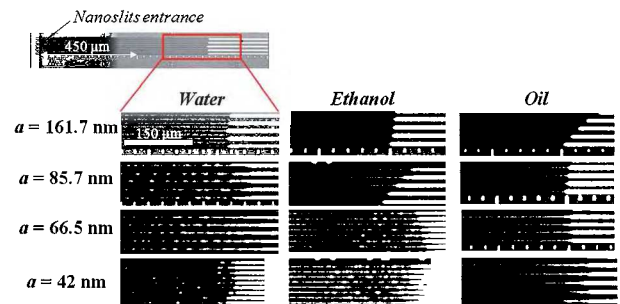 Nanoslits entrance
450 µm
Water Ethanol Oil
a = 161.7 nm
150 µm
a = 85.7 nm
a = 66.5 nm
a = 42 nm